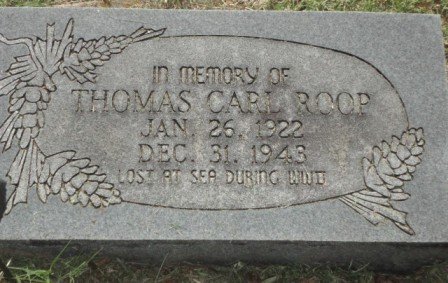 IN MEMORY OF
THOMAS CARL ROOP
JAN. 26, 1922
DEC. 31, 1943
LOST AT SEA DURING WWII